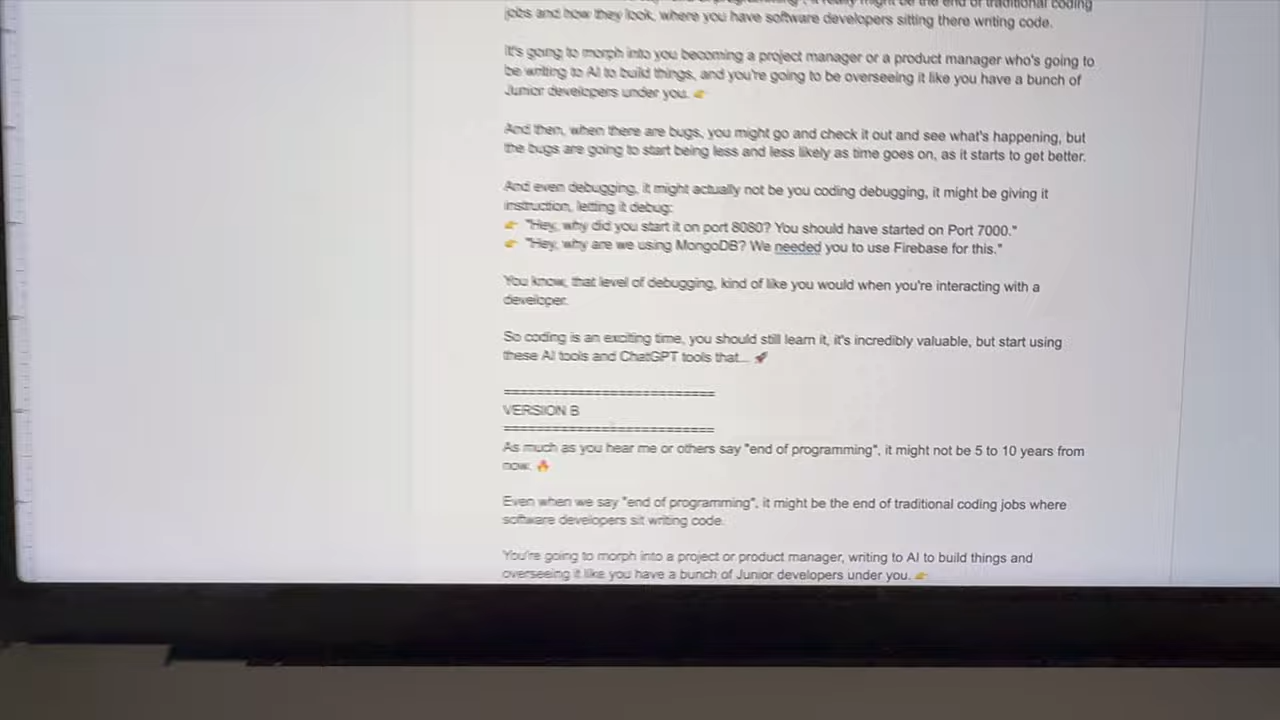 jobs and how they look, where you have software developers sitting there writing code.
It's going to morph into you becoming a project manager or a product manager who's going to
be writing to AI to build things, and you're going to be overseeing it like you have a bunch of
Junior developers under you. 👉
And then, when there are bugs, you might go and check it out and see what's happening, but
the bugs are going to start being less and less likely as time goes on, as it starts to get better.
And even debugging, it might actually not be you coding debugging, it might be giving it
instruction, letting it debug:
👉 "Hey, why did you start it on port 8080? You should have started on Port 7000."
👉 "Hey, why are we using MongoDB? We needed you to use Firebase for this."
You know, that level of debugging, kind of like you would when you're interacting with a
developer.
So coding is an exciting time, you should still learn it, it's incredibly valuable, but start using
these AI tools and ChatGPT tools that... 🚀
==========================
VERSION B
==========================
As much as you hear me or others say "end of programming", it might not be 5 to 10 years from
now. 🔥
Even when we say "end of programming", it might be the end of traditional coding jobs where
software developers sit writing code.
You're going to morph into a project or product manager, writing to AI to build things and
overseeing it like you have a bunch of Junior developers under you. 👉